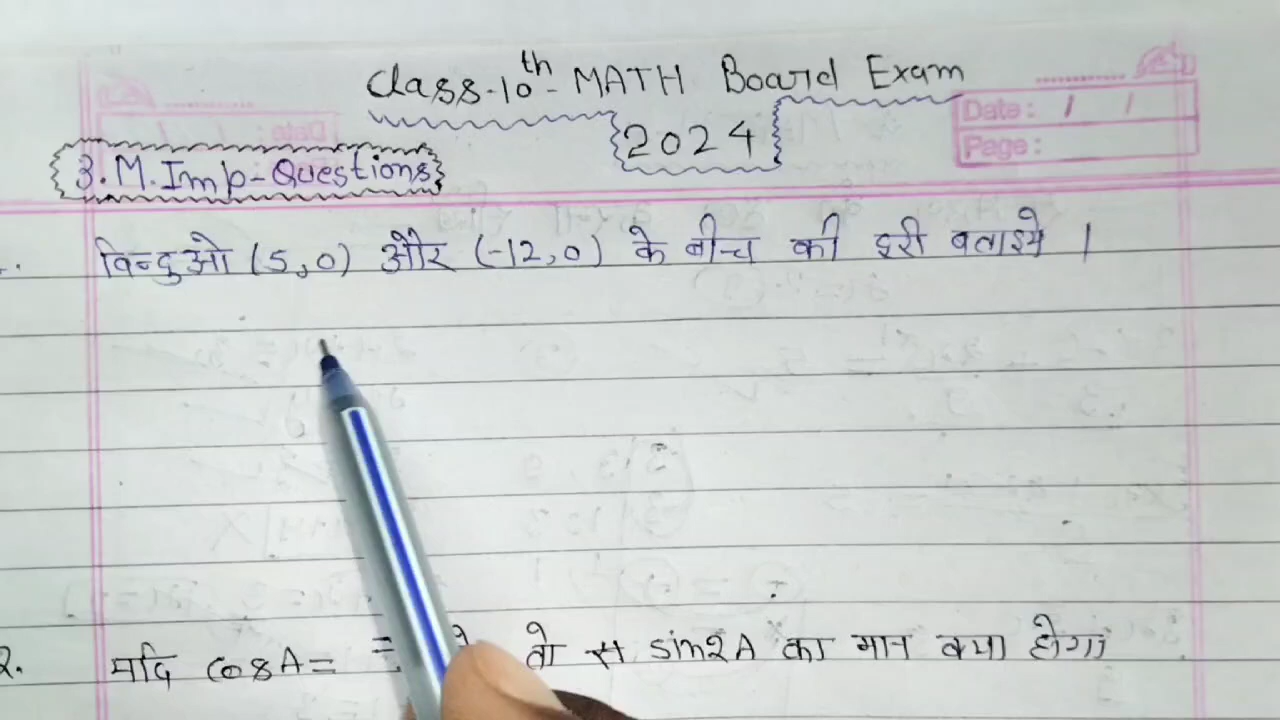 Class-10th-MATH Board Exam
2024
Date: / /
Page:
3.M.Imp-Questions
विन्दुओ (5,0) और (-12,0) के बीच की दूरी बताइये ।
2. यदि cosA= तो स sin2A का मान क्या होगा